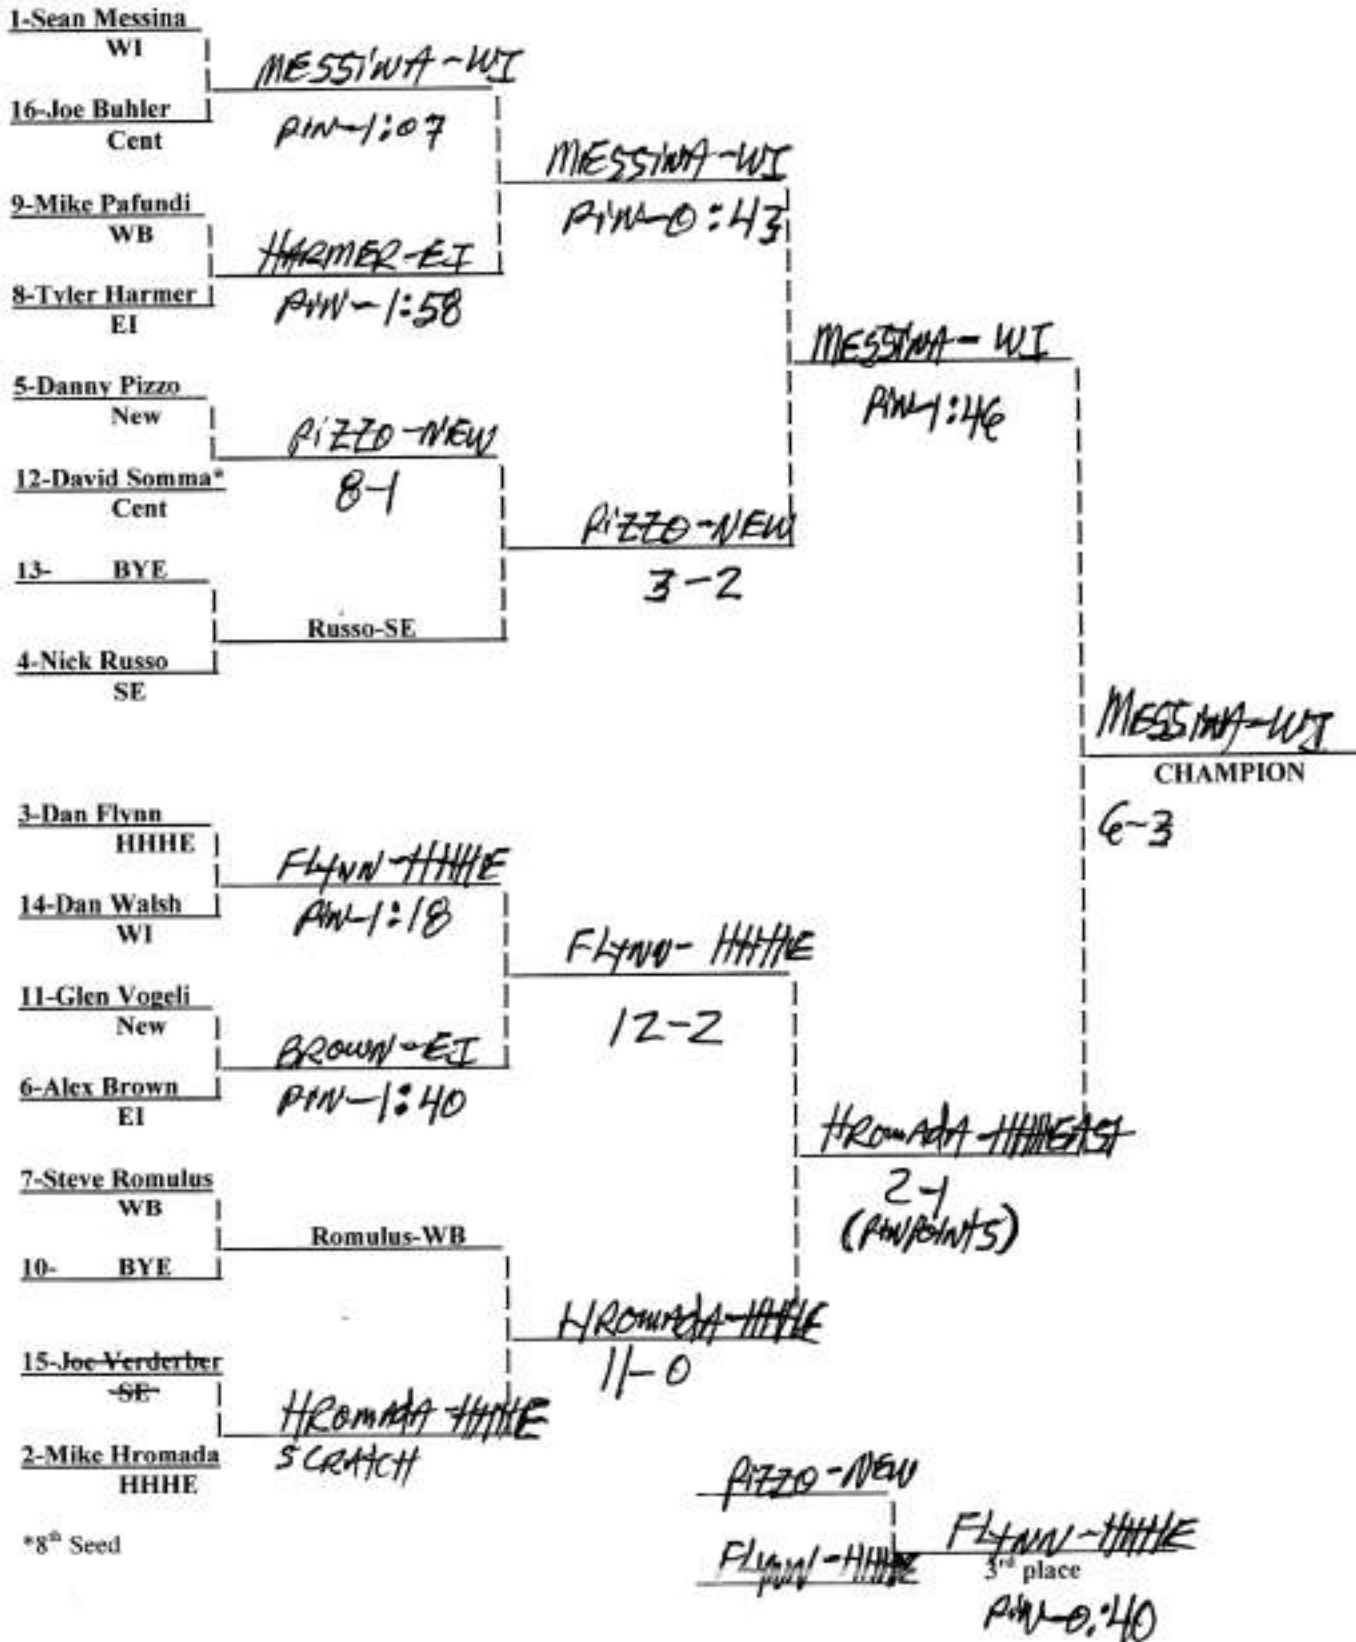 1-Sean Messina
WI
MESSINA-WI
16-Joe Buhler
Cent
PIN-1:07
MESSINA-WI
PIN-0:43
9-Mike Pafundi
WB
HARMER-EI
8-Tyler Harmer
EI
PIN-1:58
MESSINA-WI
PIN-1:46
5-Danny Pizzo
New
PIZZO-NEW
12-David Somma*
Cent
8-1
PIZZO-NEW
3-2
13- BYE
Russo-SE
4-Nick Russo
SE
MESSINA-WI
CHAMPION
6-3
3-Dan Flynn
HHHE
FLYNN-HHHE
14-Dan Walsh
WI
PIN-1:18
FLYNN-HHHE
12-2
11-Glen Vogeli
New
BROWN-EI
6-Alex Brown
EI
PIN-1:40
HROMADA-HHHEAST
2-1
(PINPOINTS)
7-Steve Romulus
WB
Romulus-WB
10- BYE
HROMADA-HHHE
11-0
15-Joe Verderber
SE
HROMADA-HHHE
SCRATCH
2-Mike Hromada
HHHE
PIZZO-NEW
FLYNN-HHHE
FLYNN-HHHE
3rd place
PIN-0:40
*8th Seed